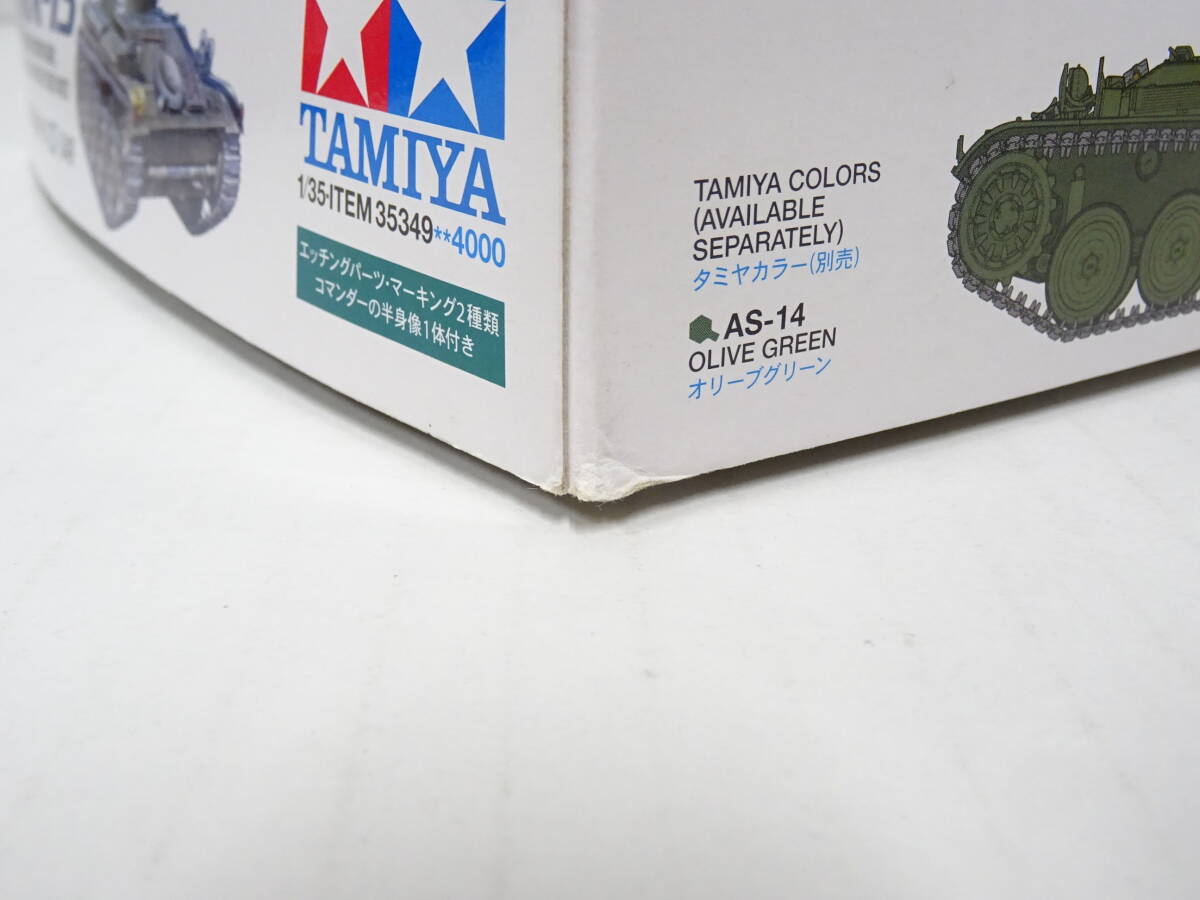 TAMIYA
1/35·ITEM 35349**4000
エッチングパーツ・マーキング2種類
コマンダーの半身像1体付き
TAMIYA COLORS
(AVAILABLE
SEPARATELY)
タミヤカラー(別売)
AS-14
OLIVE GREEN
オリーブグリーン